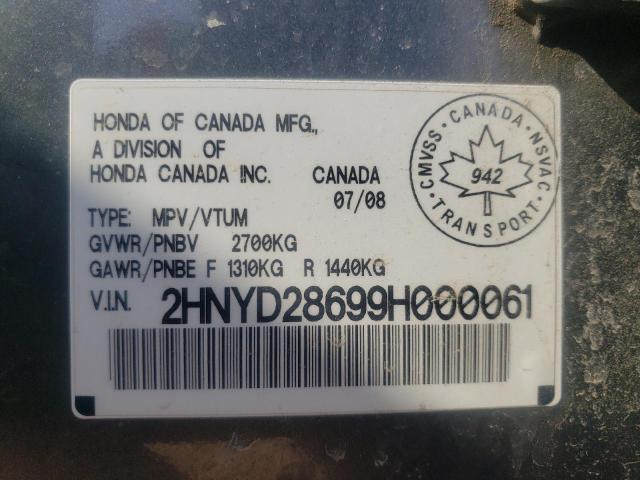 HONDA OF CANADA MFG.,
A DIVISION OF
HONDA CANADA INC. CANADA
07/08
TYPE: MPV/VTUM
GVWR/PNBV 2700KG
GAWR/PNBE F 1310KG R 1440KG
V.I.N. 2HNYD28699H000061
CMVSS · CANADA · NSVAC · TRANSPORT ·
942